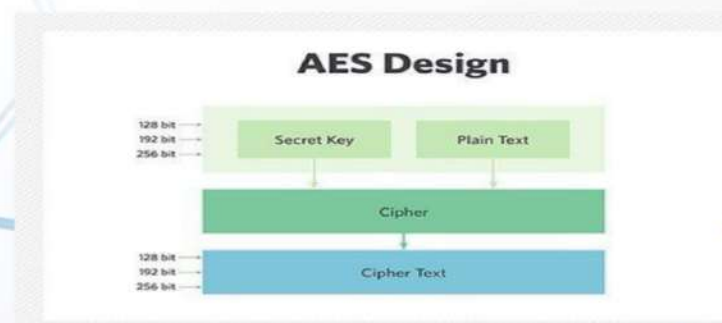 AES Design
128 bit
192 bit
256 bit
Secret Key
Plain Text
Cipher
128 bit
192 bit
256 bit
Cipher Text